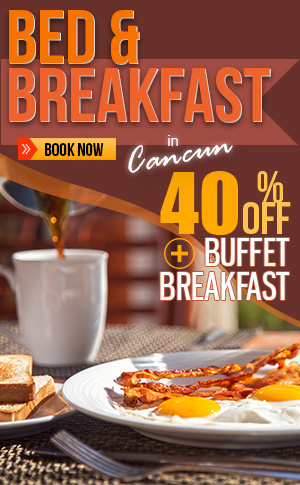 BED &
BREAKFAST
» BOOK NOW
in
Cancun
40% OFF
+ BUFFET
BREAKFAST